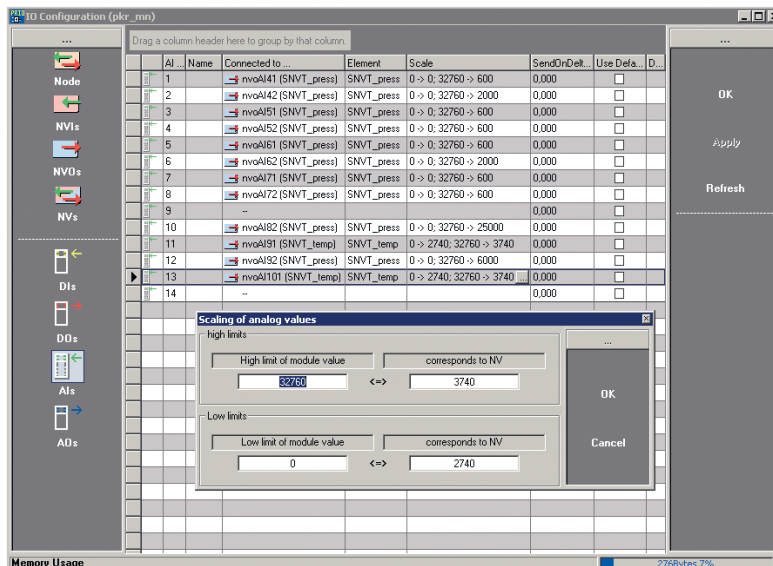 IO Configuration (pkr_mn)
...
Node
NVIs
NVOs
NVs
DIs
DOs
AIs
AOs
Drag a column header here to group by that column.
AI ... Name Connected to ... Element Scale SendOnDelt... Use Defa... D...
1 nvoAI41 (SNVT_press) SNVT_press 0 -> 0; 32760 -> 600 0,000
2 nvoAI42 (SNVT_press) SNVT_press 0 -> 0; 32760 -> 2000 0,000
3 nvoAI51 (SNVT_press) SNVT_press 0 -> 0; 32760 -> 600 0,000
4 nvoAI52 (SNVT_press) SNVT_press 0 -> 0; 32760 -> 600 0,000
5 nvoAI61 (SNVT_press) SNVT_press 0 -> 0; 32760 -> 600 0,000
6 nvoAI62 (SNVT_press) SNVT_press 0 -> 0; 32760 -> 2000 0,000
7 nvoAI71 (SNVT_press) SNVT_press 0 -> 0; 32760 -> 600 0,000
8 nvoAI72 (SNVT_press) SNVT_press 0 -> 0; 32760 -> 600 0,000
9 -- 0,000
10 nvoAI82 (SNVT_press) SNVT_press 0 -> 0; 32760 -> 25000 0,000
11 nvoAI91 (SNVT_temp) SNVT_temp 0 -> 2740; 32760 -> 3740 0,000
12 nvoAI92 (SNVT_press) SNVT_press 0 -> 0; 32760 -> 6000 0,000
13 nvoAI101 (SNVT_temp) SNVT_temp 0 -> 2740; 32760 -> 3740 ... 0,000
14 -- 0,000
Scaling of analog values
high limits
High limit of module value corresponds to NV
32760 <=> 3740
Low limits
Low limit of module value corresponds to NV
0 <=> 2740
...
OK
Cancel
...
OK
Apply
Refresh
Memory Usage
276Bytes 7%